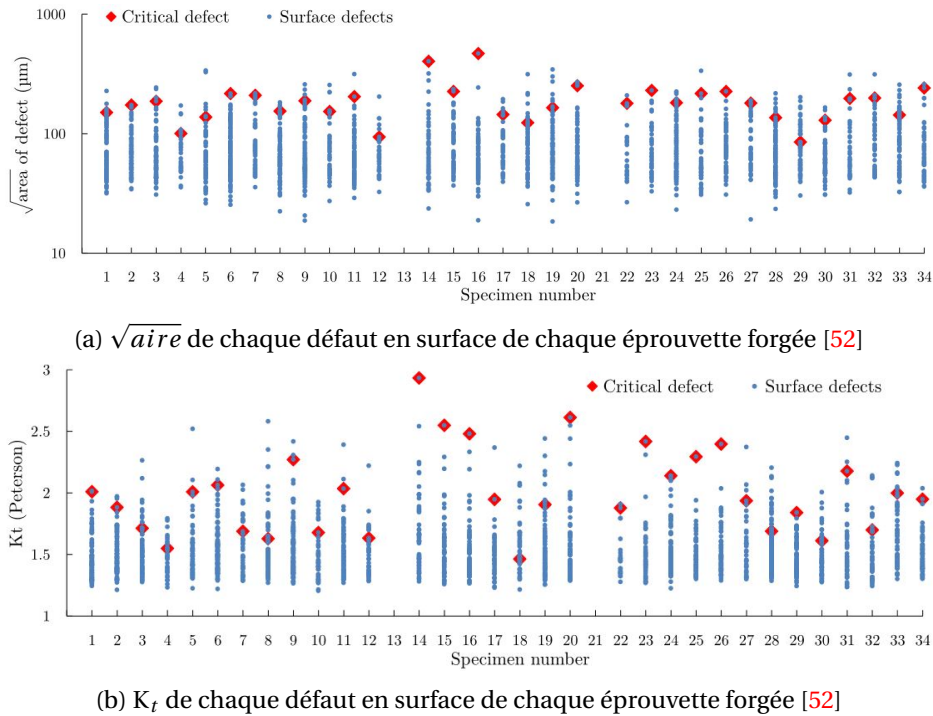 1000
Critical defect
Surface defects
√area of defect (µm)
100
10
1 2 3 4 5 6 7 8 9 10 11 12 13 14 15 16 17 18 19 20 21 22 23 24 25 26 27 28 29 30 31 32 33 34
Specimen number
(a) √aire de chaque défaut en surface de chaque éprouvette forgée [52]
3
Critical defect
Surface defects
2.5
Kt (Peterson)
2
1.5
1
1 2 3 4 5 6 7 8 9 10 11 12 13 14 15 16 17 18 19 20 21 22 23 24 25 26 27 28 29 30 31 32 33 34
Specimen number
(b) Kt de chaque défaut en surface de chaque éprouvette forgée [52]